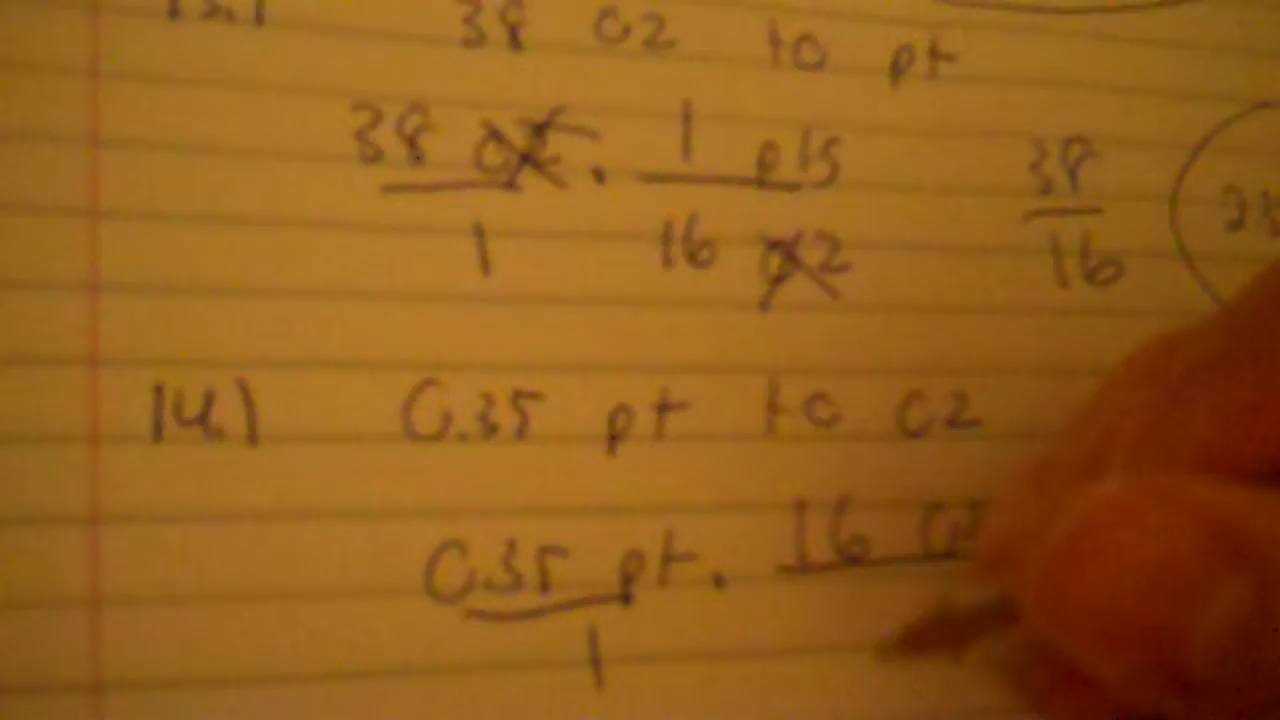 38 oz to pt
38 oz . 1 pts 38
1 16 oz 16
14.) 0.35 pt to oz
0.35 pt . 16 oz
1